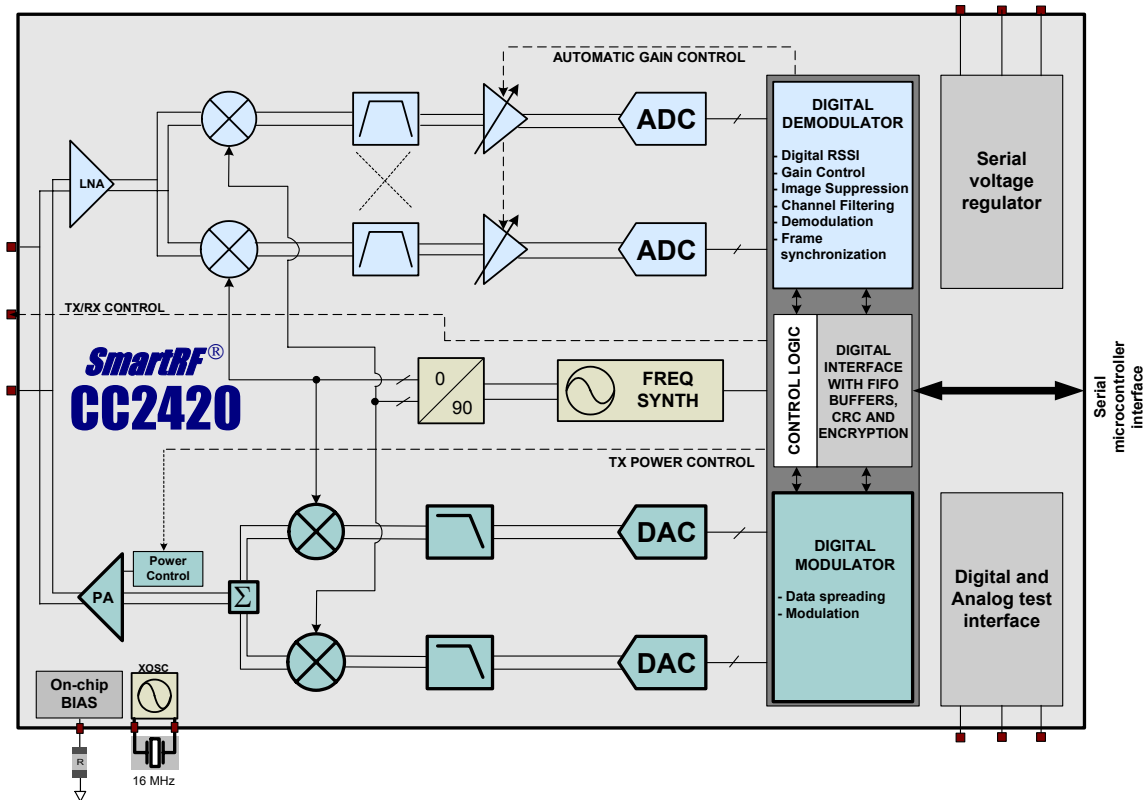 AUTOMATIC GAIN CONTROL
LNA
ADC
ADC
DIGITAL
DEMODULATOR
- Digital RSSI
- Gain Control
- Image Suppression
- Channel Filtering
- Demodulation
- Frame
synchronization
Serial
voltage
regulator
TX/RX CONTROL
SmartRF®
CC2420
0
90
FREQ
SYNTH
CONTROL LOGIC
DIGITAL
INTERFACE
WITH FIFO
BUFFERS,
CRC AND
ENCRYPTION
Serial
microcontroller
interface
TX POWER CONTROL
Power
Control
PA
Σ
DAC
DAC
DIGITAL
MODULATOR
- Data spreading
- Modulation
Digital and
Analog test
interface
On-chip
BIAS
XOSC
R
16 MHz